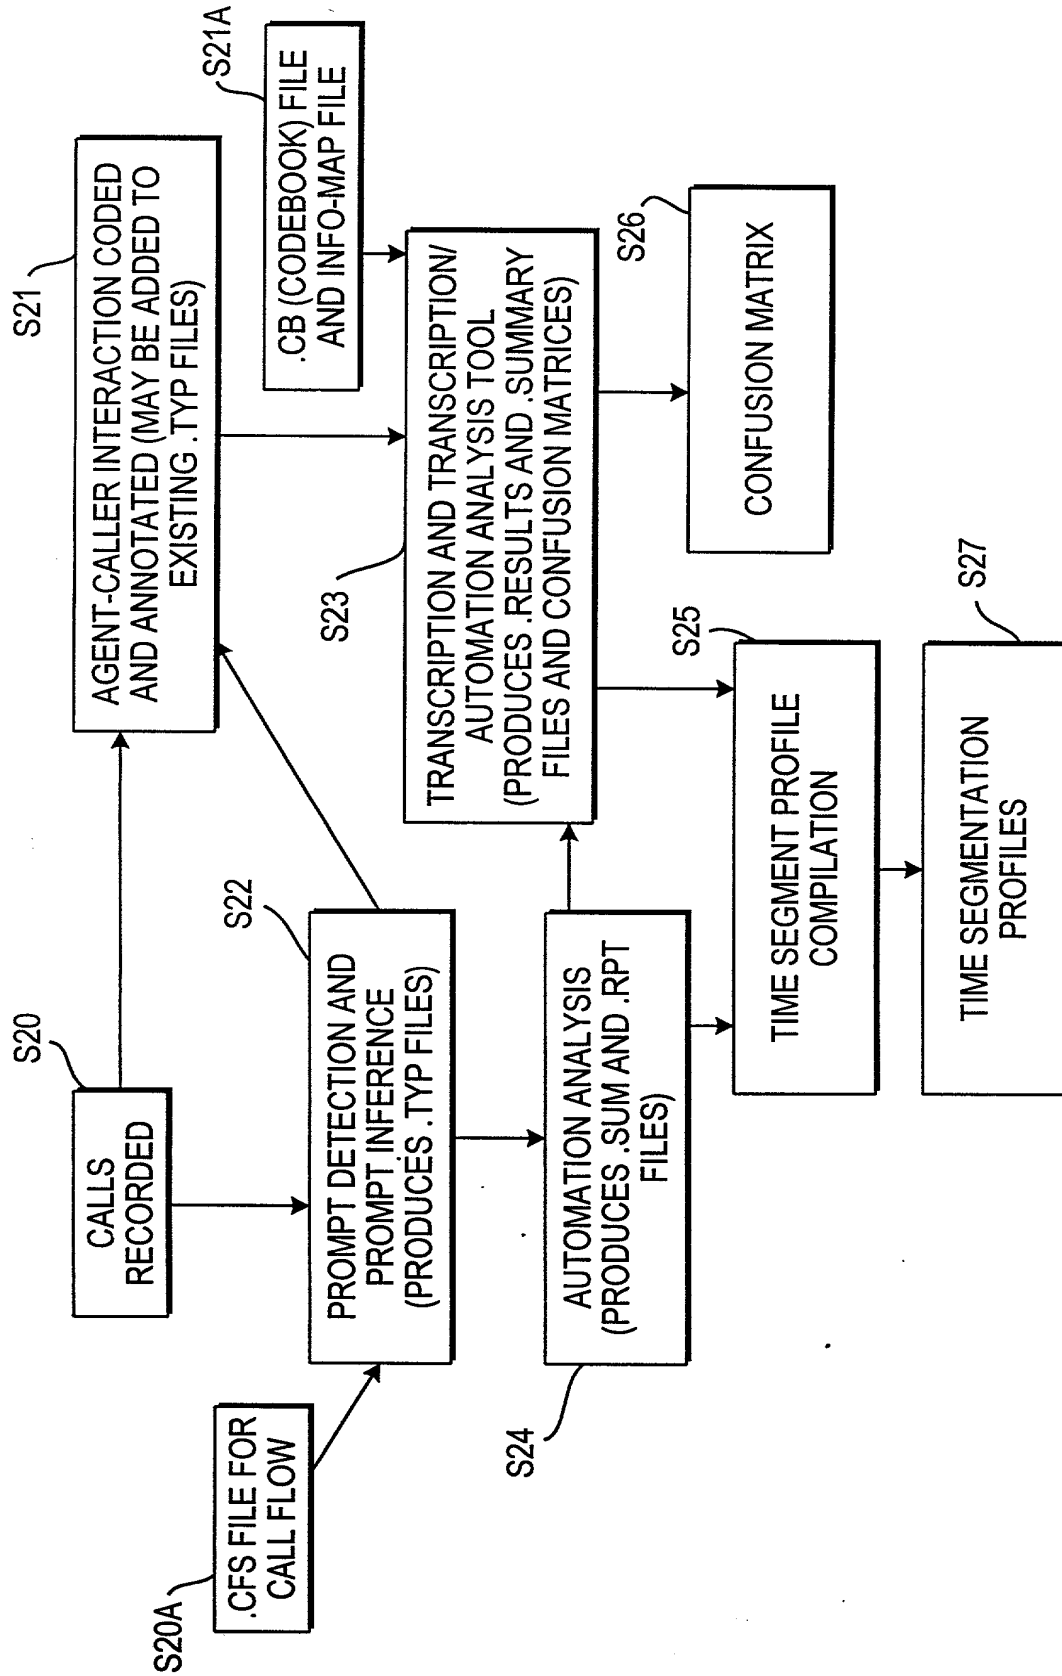 S20
CALLS
RECORDED
S21
AGENT-CALLER INTERACTION CODED
AND ANNOTATED (MAY BE ADDED TO
EXISTING .TYP FILES)
S20A
.CFS FILE FOR
CALL FLOW
S22
PROMPT DETECTION AND
PROMPT INFERENCE
(PRODUCES .TYP FILES)
S21A
.CB (CODEBOOK) FILE
AND INFO-MAP FILE
S23
TRANSCRIPTION AND TRANSCRIPTION/
AUTOMATION ANALYSIS TOOL
(PRODUCES .RESULTS AND .SUMMARY
FILES AND CONFUSION MATRICES)
S24
AUTOMATION ANALYSIS
(PRODUCES .SUM AND .RPT
FILES)
S25
TIME SEGMENT PROFILE
COMPILATION
S26
CONFUSION MATRIX
S27
TIME SEGMENTATION
PROFILES